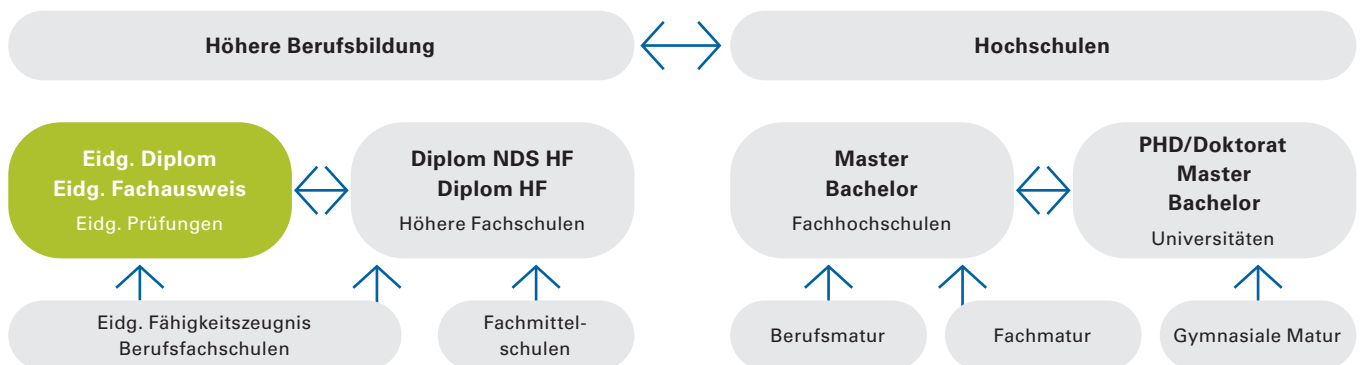 Höhere Berufsbildung
Hochschulen
Eidg. Diplom
Eidg. Fachausweis
Eidg. Prüfungen
Diplom NDS HF
Diplom HF
Höhere Fachschulen
Master
Bachelor
Fachhochschulen
PHD/Doktorat
Master
Bachelor
Universitäten
Eidg. Fähigkeitszeugnis
Berufsfachschulen
Fachmittel-
schulen
Berufsmatur
Fachmatur
Gymnasiale Matur